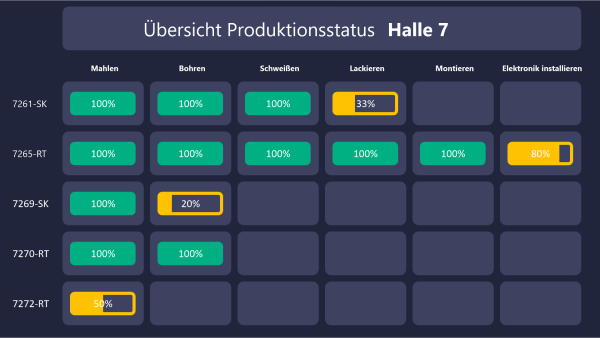 Übersicht Produktionsstatus Halle 7
Mahlen Bohren Schweißen Lackieren Montieren Elektronik installieren
7261-SK 100% 100% 100% 33%
7265-RT 100% 100% 100% 100% 100% 80%
7269-SK 100% 20%
7270-RT 100% 100%
7272-RT 50%